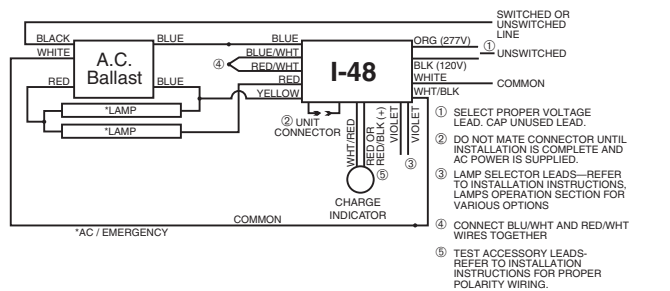 SWITCHED OR
UNSWITCHED
LINE
BLACK
BLUE
BLUE
ORG (277V)
①
UNSWITCHED
WHITE
A.C.
Ballast
BLUE/WHT
④
RED/WHT
I-48
BLK (120V)
RED
BLUE
RED
WHITE
COMMON
YELLOW
WHT/BLK
*LAMP
*LAMP
② UNIT
CONNECTOR
WHT/RED
RED OR
RED/BLK (+)
VIOLET
VIOLET
③
⑤
CHARGE
INDICATOR
COMMON
*AC / EMERGENCY
① SELECT PROPER VOLTAGE
LEAD. CAP UNUSED LEAD.
② DO NOT MATE CONNECTOR UNTIL
INSTALLATION IS COMPLETE AND
AC POWER IS SUPPLIED.
③ LAMP SELECTOR LEADS—REFER
TO INSTALLATION INSTRUCTIONS,
LAMPS OPERATION SECTION FOR
VARIOUS OPTIONS
④ CONNECT BLU/WHT AND RED/WHT
WIRES TOGETHER
⑤ TEST ACCESSORY LEADS-
REFER TO INSTALLATION
INSTRUCTIONS FOR PROPER
POLARITY WIRING.